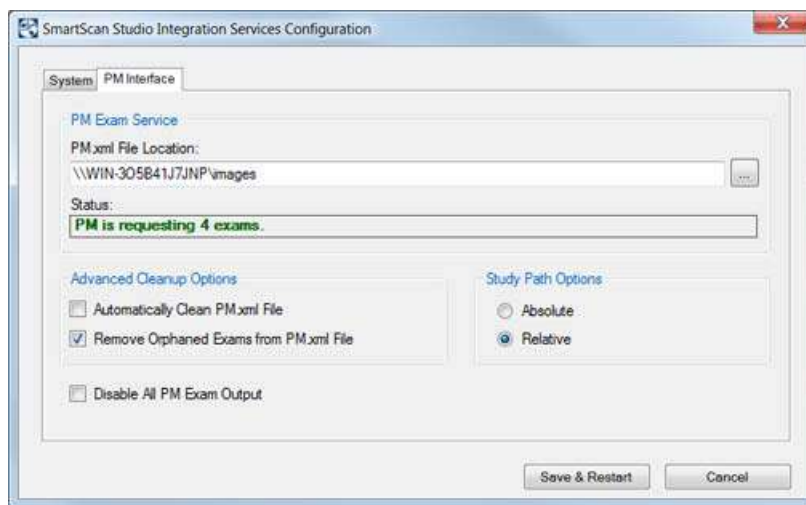 SmartScan Studio Integration Services Configuration
System PM Interface
PM Exam Service
PM.xml File Location:
\\WIN-3O5B41J7JNP\images ...
Status:
PM is requesting 4 exams.
Advanced Cleanup Options Study Path Options
Automatically Clean PM.xml File Absolute
Remove Orphaned Exams from PM.xml File Relative
Disable All PM Exam Output
Save & Restart Cancel